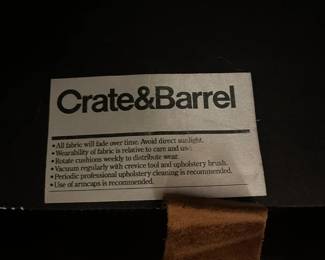 Crate&Barrel
• All fabric will fade over time. Avoid direct sunlight.
• Wearability of fabric is relative to care and use.
• Rotate cushions weekly to distribute wear.
• Vacuum regularly with crevice tool and upholstery brush.
• Periodic professional upholstery cleaning is recommended.
• Use of armcaps is recommended.